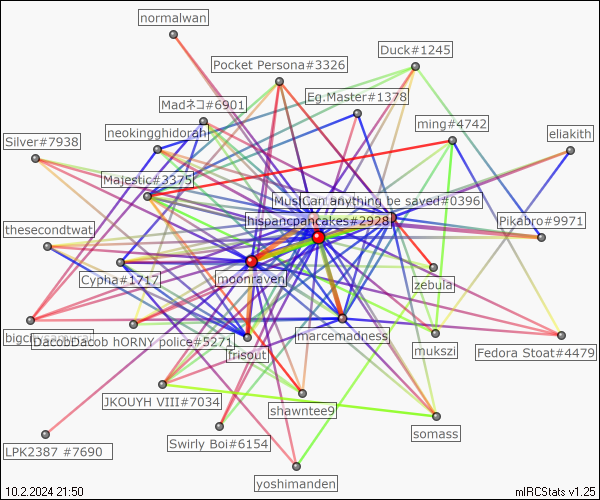 normalwan
Duck#1245
Pocket Persona#3326
Eg.Master#1378
Madネコ#6901
ming#4742
neokingghidorah
eliakith
Silver#7938
Majestic#3375
Can anything be saved#0396
hispanicpancakes#2928
Pikabro#9971
thesecondtwat
Cypha#1717
moonraven
zebula
DacobDacob hORNY police#5271
marcemadness
mukszi
Fedora Stoat#4479
frisout
JKOUYH VIII#7034
shawntee9
somass
Swirly Boi#6154
LPK2387 #7690
yoshimanden
10.2.2024 21:50
mIRCStats v1.25